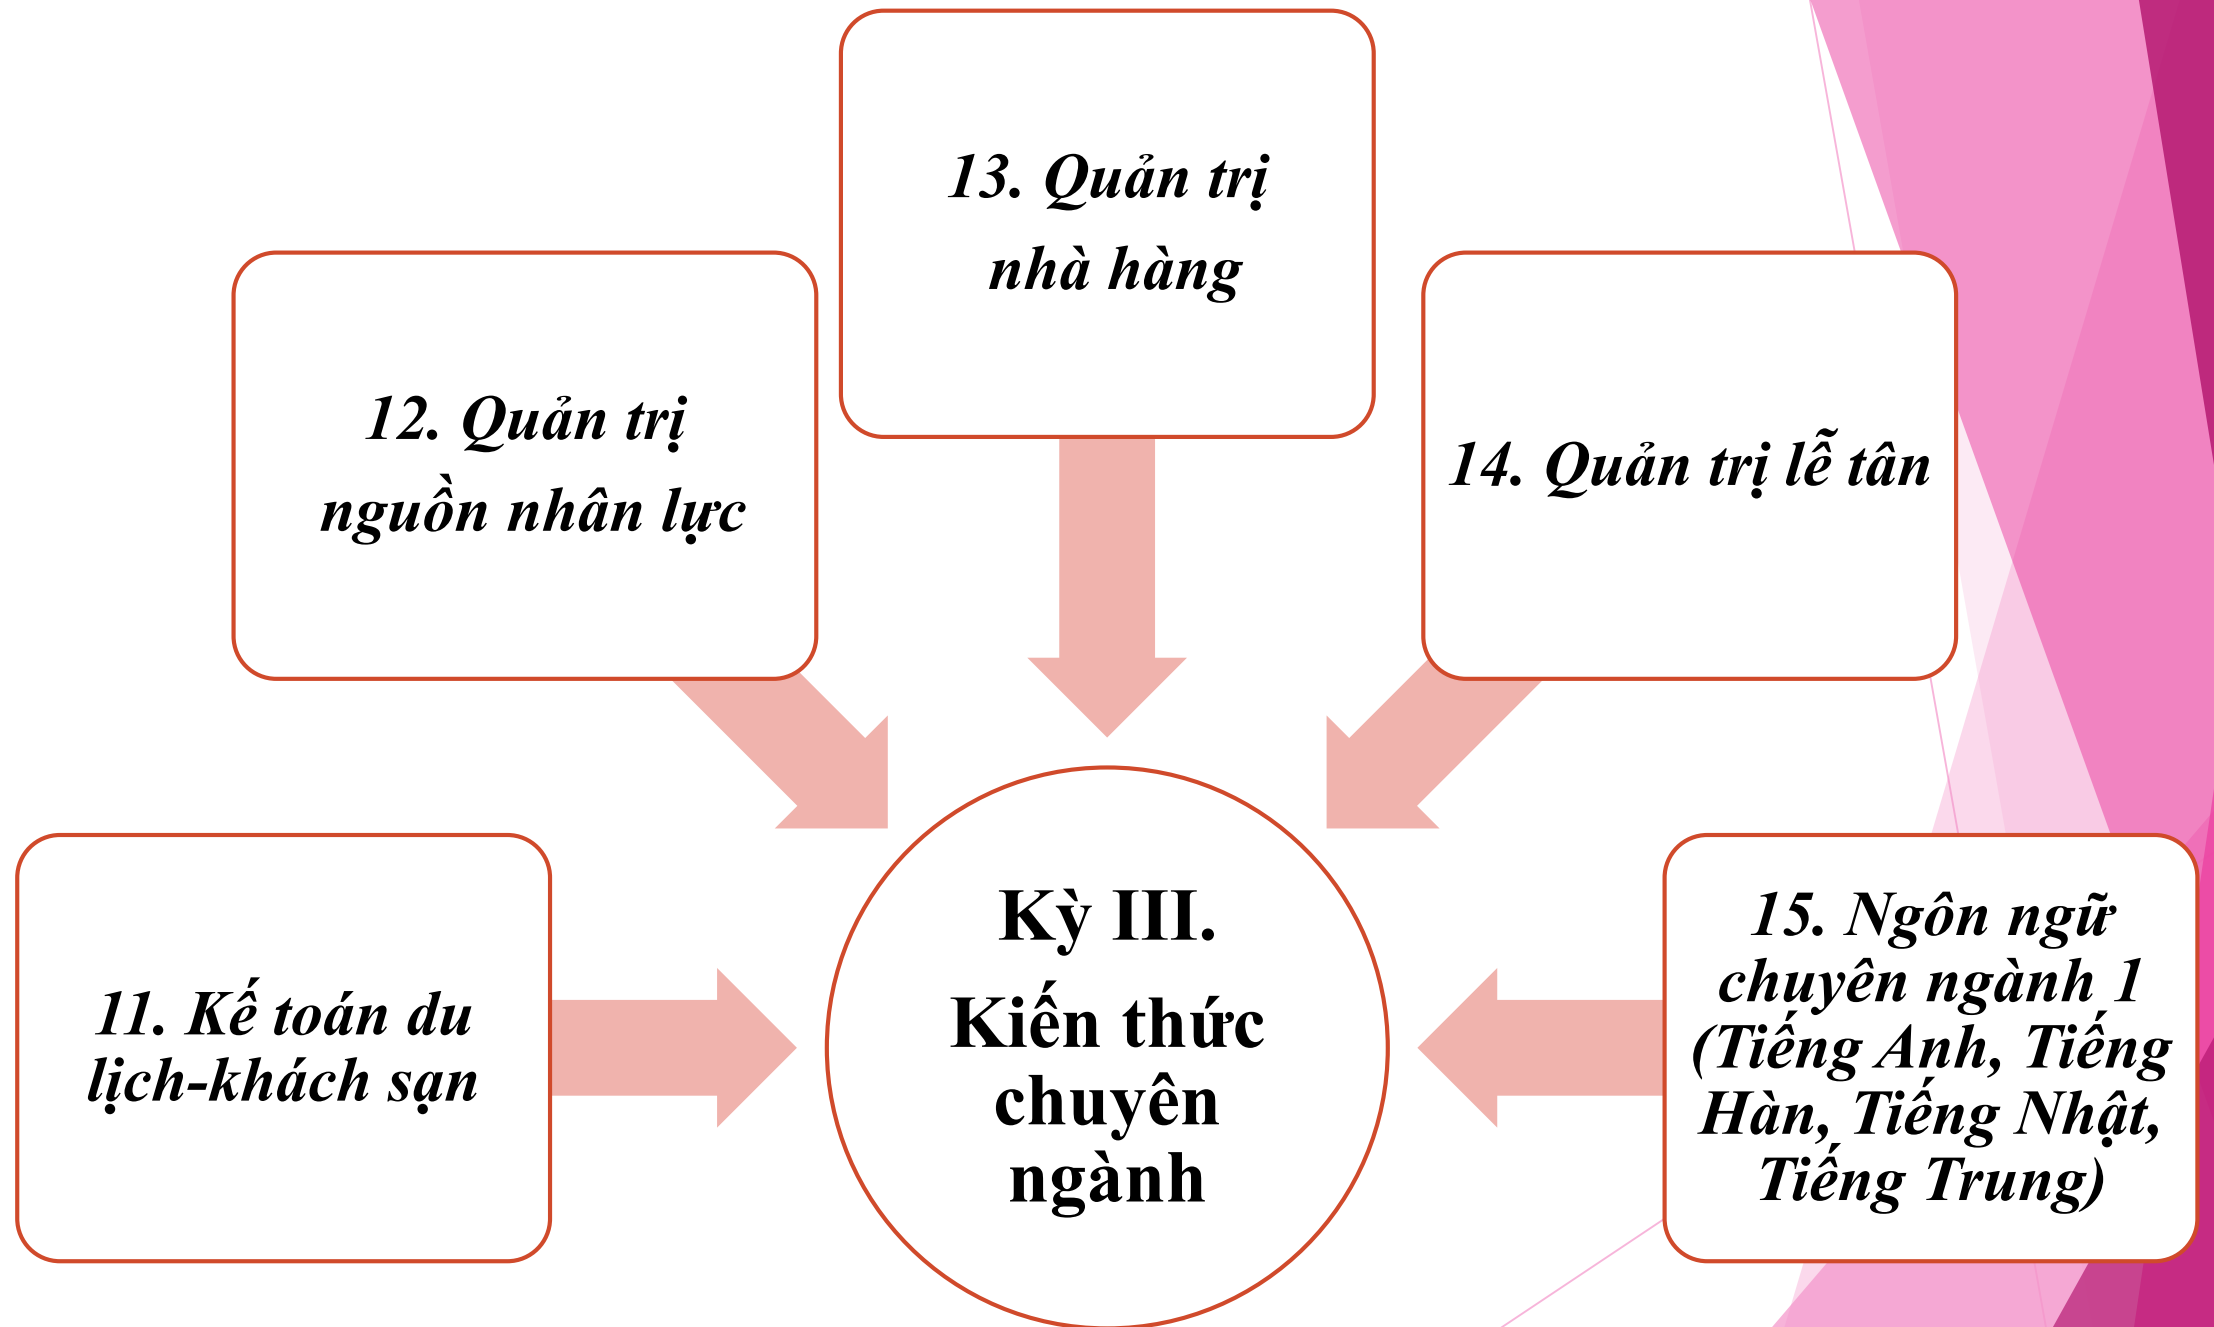 13. Quản trị
nhà hàng
12. Quản trị
nguồn nhân lực
14. Quản trị lễ tân
11. Kế toán du
lịch-khách sạn
Kỳ III.
Kiến thức
chuyên
ngành
15. Ngôn ngữ
chuyên ngành 1
(Tiếng Anh, Tiếng
Hàn, Tiếng Nhật,
Tiếng Trung)